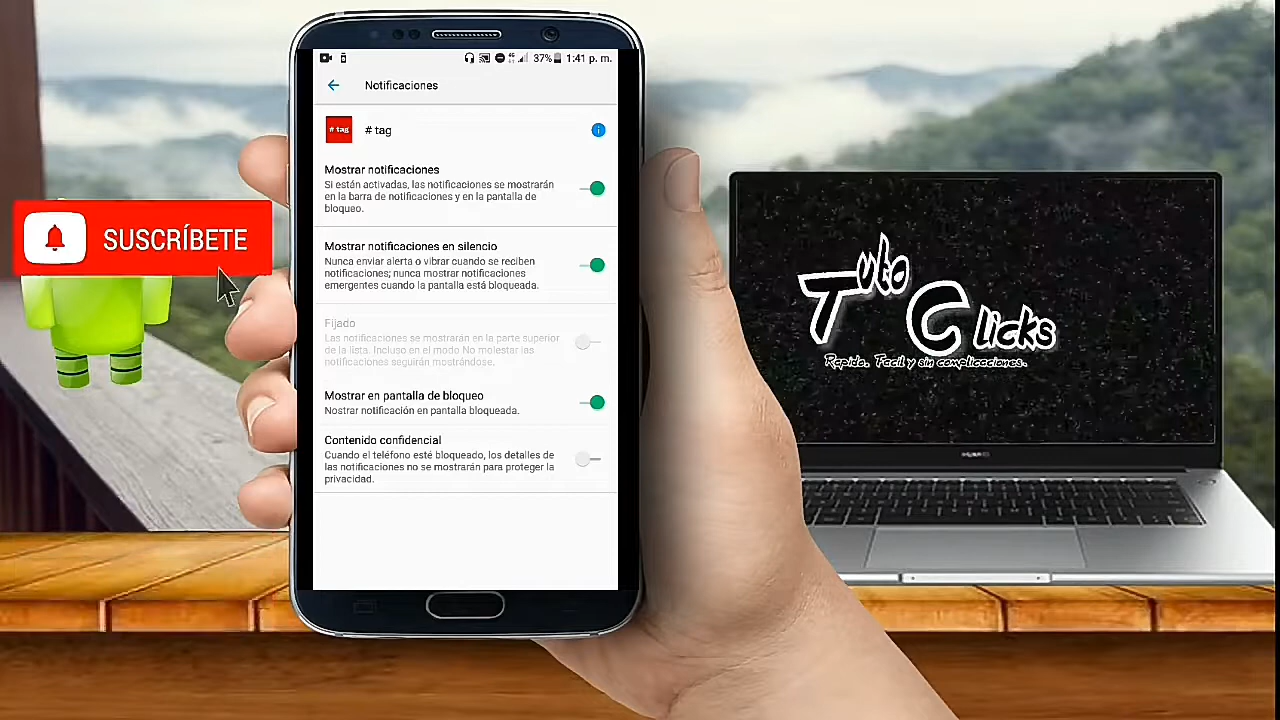 37% 1:41 p. m.
Notificaciones
# tag
# tag
Mostrar notificaciones
Si están activadas, las notificaciones se mostrarán
en la barra de notificaciones y en la pantalla de
bloqueo.
Mostrar notificaciones en silencio
Nunca enviar alerta o vibrar cuando se reciben
notificaciones; nunca mostrar notificaciones
emergentes cuando la pantalla está bloqueada.
Fijado
Las notificaciones se mostrarán en la parte superior
de la lista. Incluso en el modo No molestar las
notificaciones seguirán mostrándose.
Mostrar en pantalla de bloqueo
Mostrar notificación en pantalla bloqueada.
Contenido confidencial
Cuando el teléfono esté bloqueado, los detalles de
las notificaciones no se mostrarán para proteger la
privacidad.
SUSCRÍBETE
Tuto
Clicks
Rapido. Facil y sin complicaciones.
HUAWEI